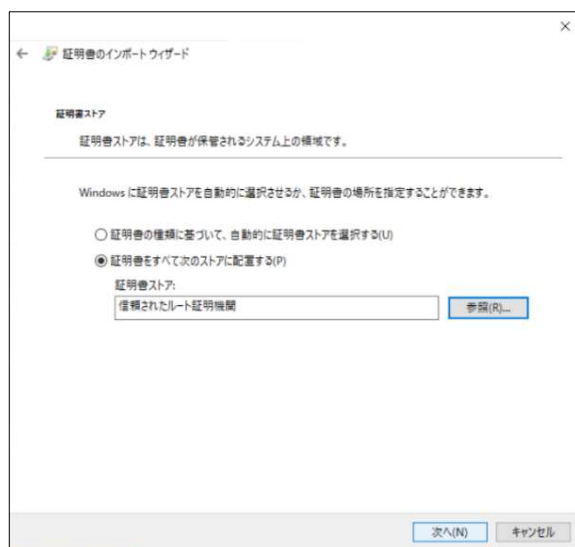 証明書のインポート ウィザード
証明書ストア
証明書ストアは、証明書が保管されるシステム上の領域です。
Windows に証明書ストアを自動的に選択させるか、証明書の場所を指定することができます。
証明書の種類に基づいて、自動的に証明書ストアを選択する(U)
証明書をすべて次のストアに配置する(P)
証明書ストア:
信頼されたルート証明機関
参照(R)...
次へ(N)
キャンセル